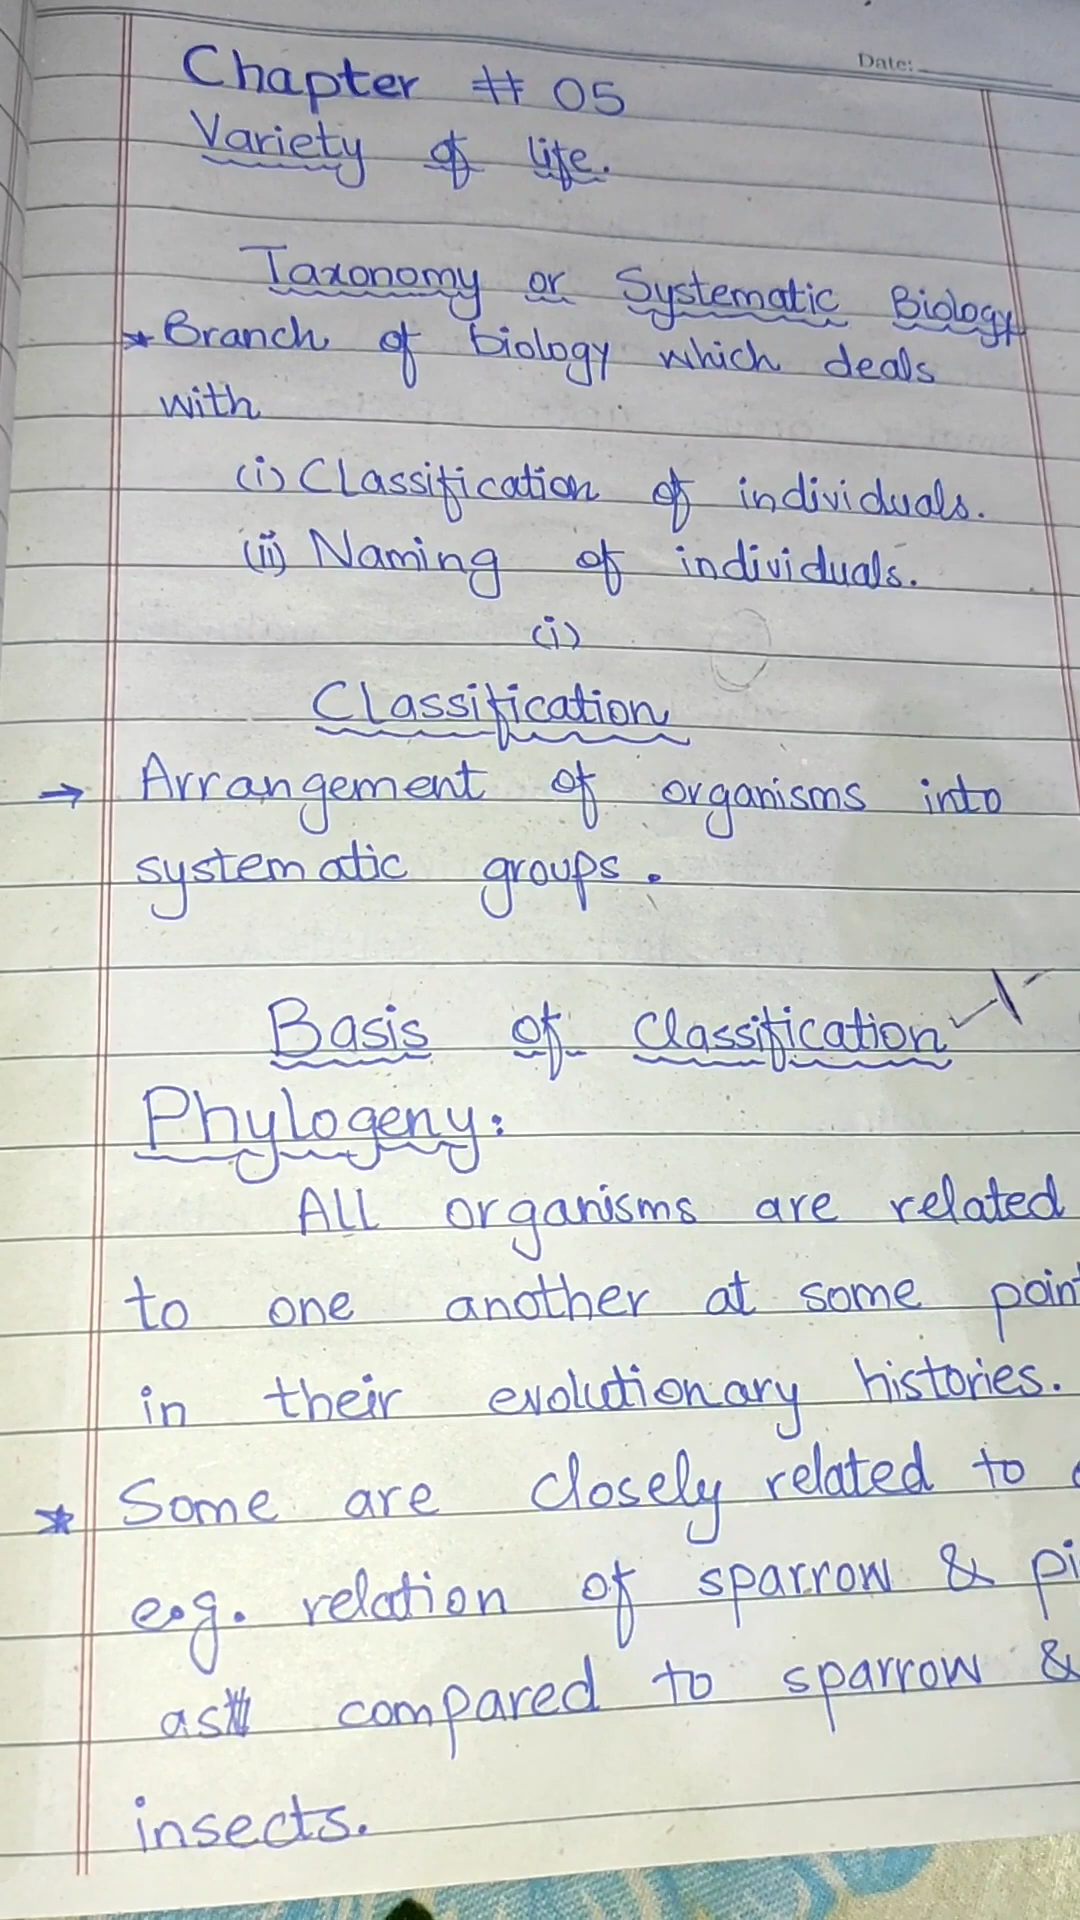 Date:
Chapter # 05
Variety of life.
Taxonomy or Systematic Biology
* Branch of biology which deals
with
(i) Classification of individuals.
(ii) Naming of individuals.
(i)
Classification
→ Arrangement of organisms into
systematic groups.
Basis of Classification
Phylogeny:
All organisms are related
to one another at some point
in their evolutionary histories.
* Some are closely related to
e.g. relation of sparrow &
as compared to sparrow &
insects.